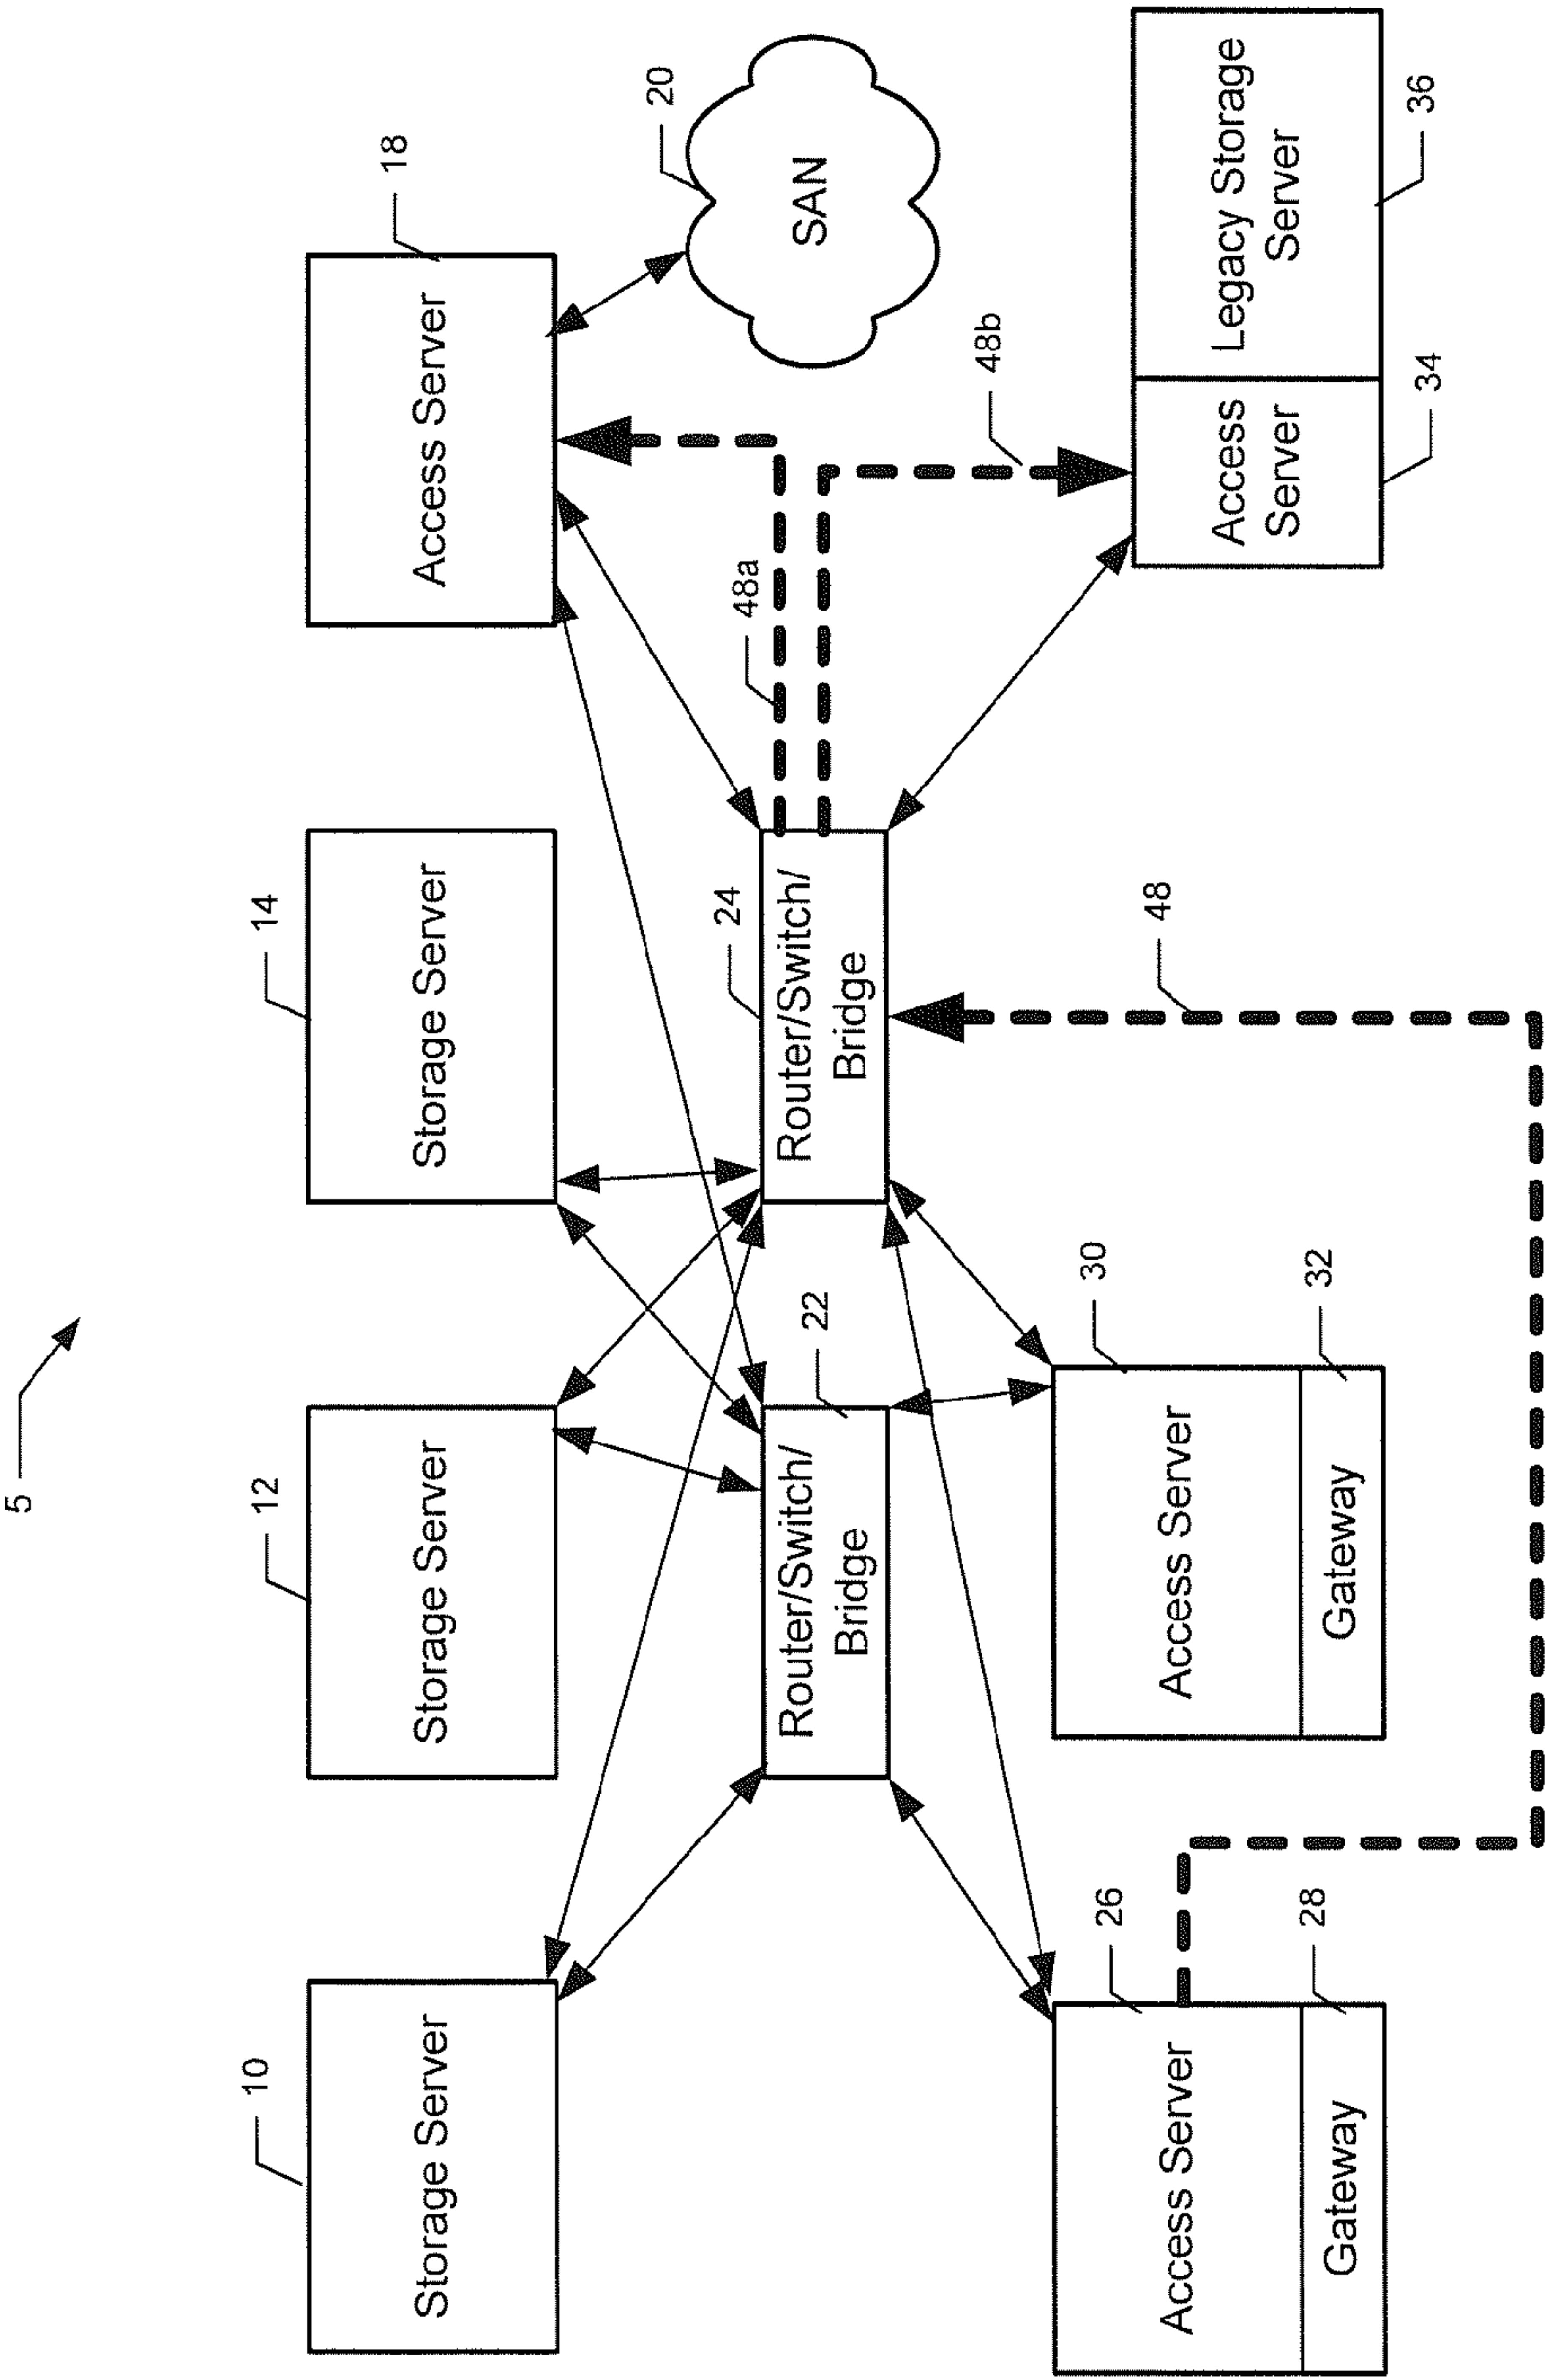 5
10
Storage Server
12
Storage Server
14
Storage Server
18
Access Server
20
SAN
22
Router/Switch/
Bridge
24
Router/Switch/
Bridge
48a
48b
26
Access Server
28
Gateway
30
Access Server
32
Gateway
48
Access
Server
34
Legacy Storage
Server
36